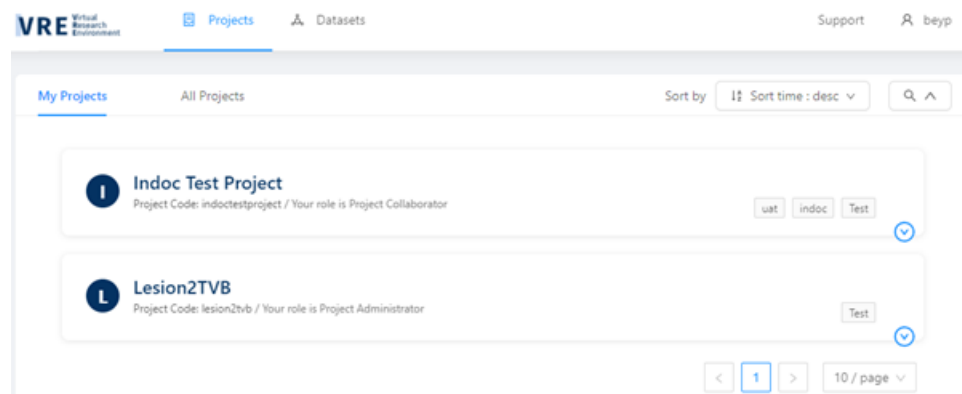 VRE Virtual Research Environment Projects Datasets Support beyp
My Projects All Projects Sort by Sort time : desc
I Indoc Test Project
Project Code: indoctestproject / Your role is Project Collaborator
uat indoc Test
L Lesion2TVB
Project Code: lesion2tvb / Your role is Project Administrator
Test
< 1 > 10 / page